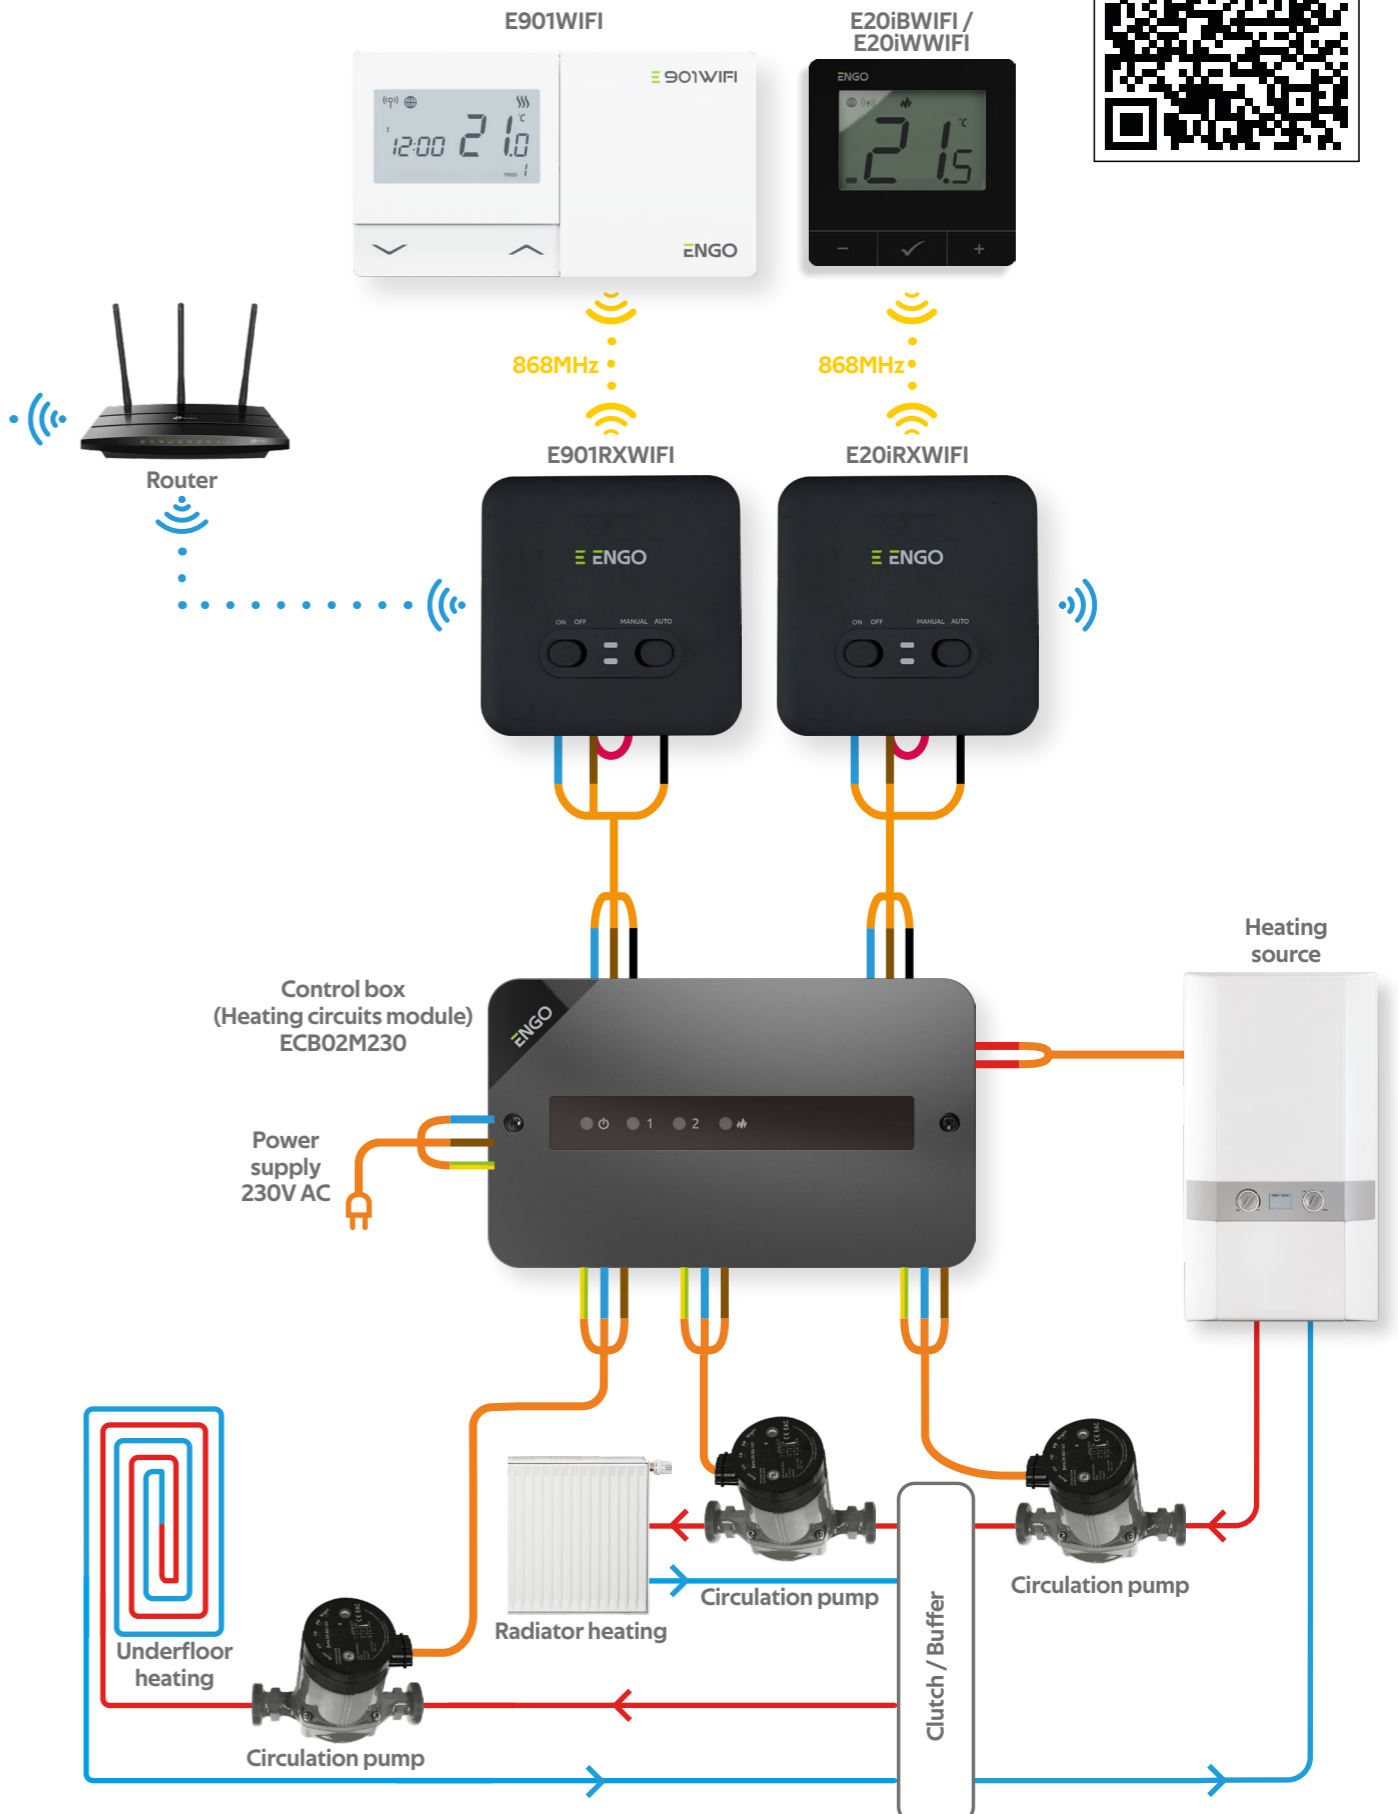 E901WIFI
E20iBWIFI /
E20iWWIFI
E901WIFI
12:00 21.0 °C
PROG 1
ENGO
ENGO
21.5 °C
- +
868MHz
868MHz
Router
E901RXWIFI
E20iRXWIFI
ENGO
ENGO
ON OFF MANUAL AUTO
ON OFF MANUAL AUTO
Heating
source
Control box
(Heating circuits module)
ECB02M230
ENGO
1 2
Power
supply
230V AC
Circulation pump
Circulation pump
Radiator heating
Underfloor
heating
Clutch / Buffer
Circulation pump